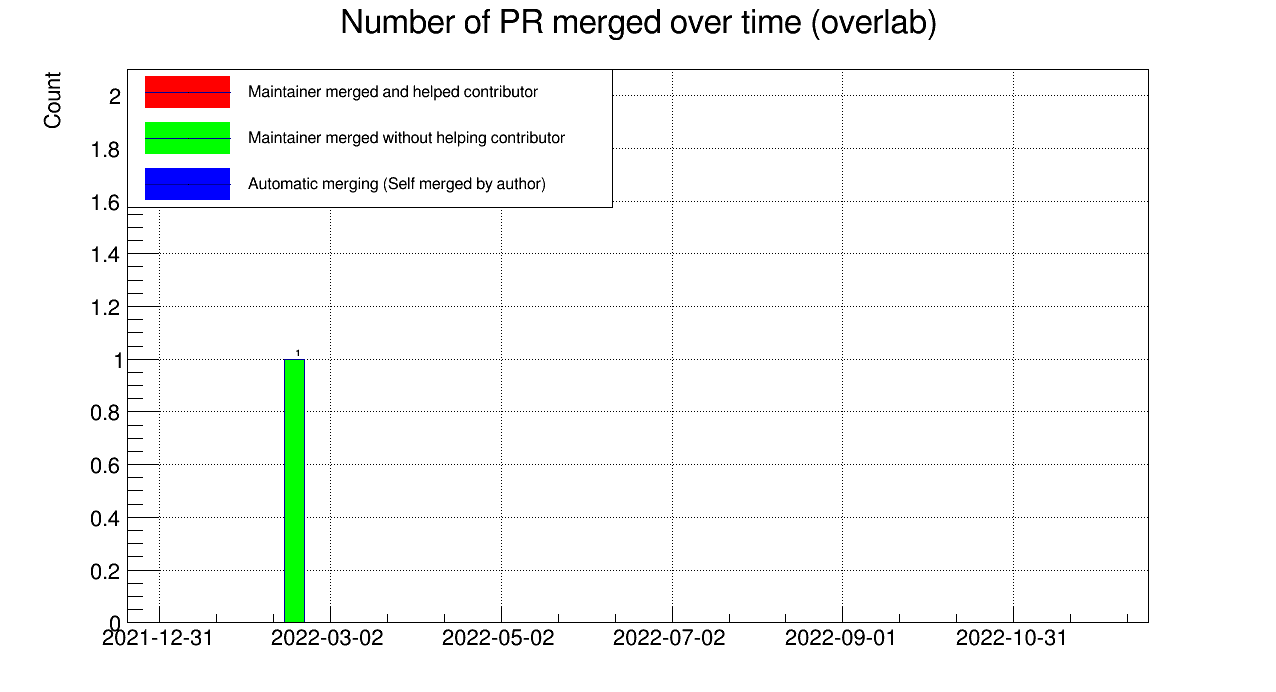 Number of PR merged over time (overlab)
Count
Maintainer merged and helped contributor
Maintainer merged without helping contributor
Automatic merging (Self merged by author)
2
1.8
1.6
1.4
1.2
1
0.8
0.6
0.4
0.2
0
1
2021-12-31 2022-03-02 2022-05-02 2022-07-02 2022-09-01 2022-10-31